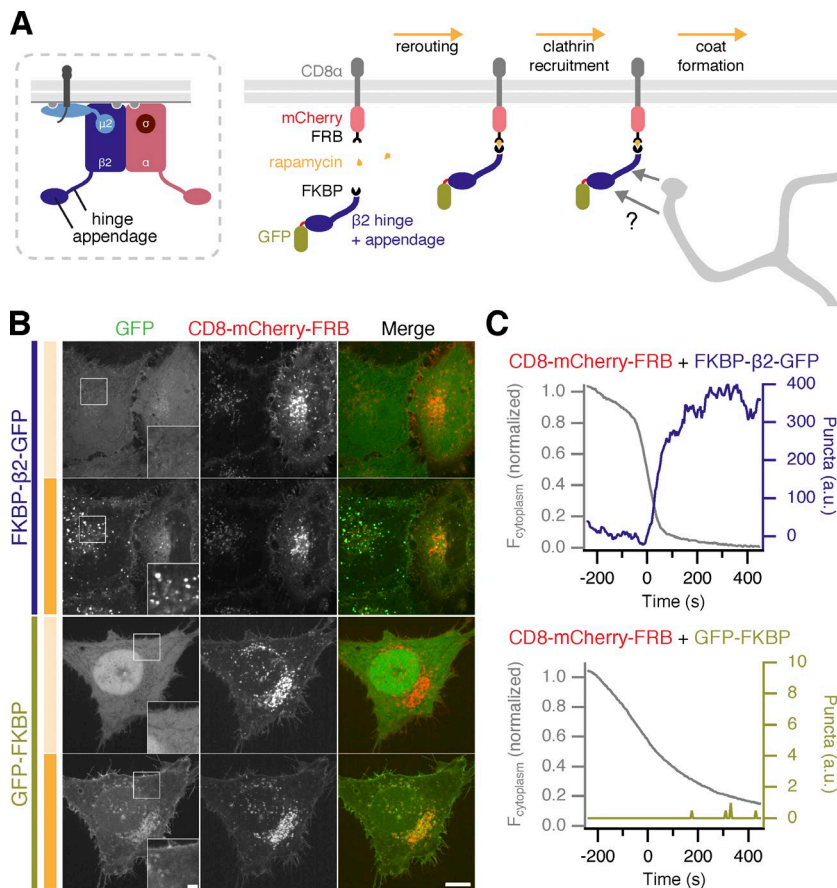 A
rerouting
clathrin
recruitment
coat
formation
CD8α
mCherry
FRB
rapamycin
FKBP
GFP
β2 hinge
+ appendage
?
μ2
σ
β2
α
hinge
appendage
B
GFP
CD8-mCherry-FRB
Merge
FKBP-β2-GFP
GFP-FKBP
C
CD8-mCherry-FRB + FKBP-β2-GFP
F cytoplasm (normalized)
1.0
0.8
0.6
0.4
0.2
0.0
400
300
200
100
0
Puncta (a.u.)
-200 0 200 400
Time (s)
CD8-mCherry-FRB + GFP-FKBP
F cytoplasm (normalized)
1.0
0.8
0.6
0.4
0.2
0.0
10
8
6
4
2
0
Puncta (a.u.)
-200 0 200 400
Time (s)